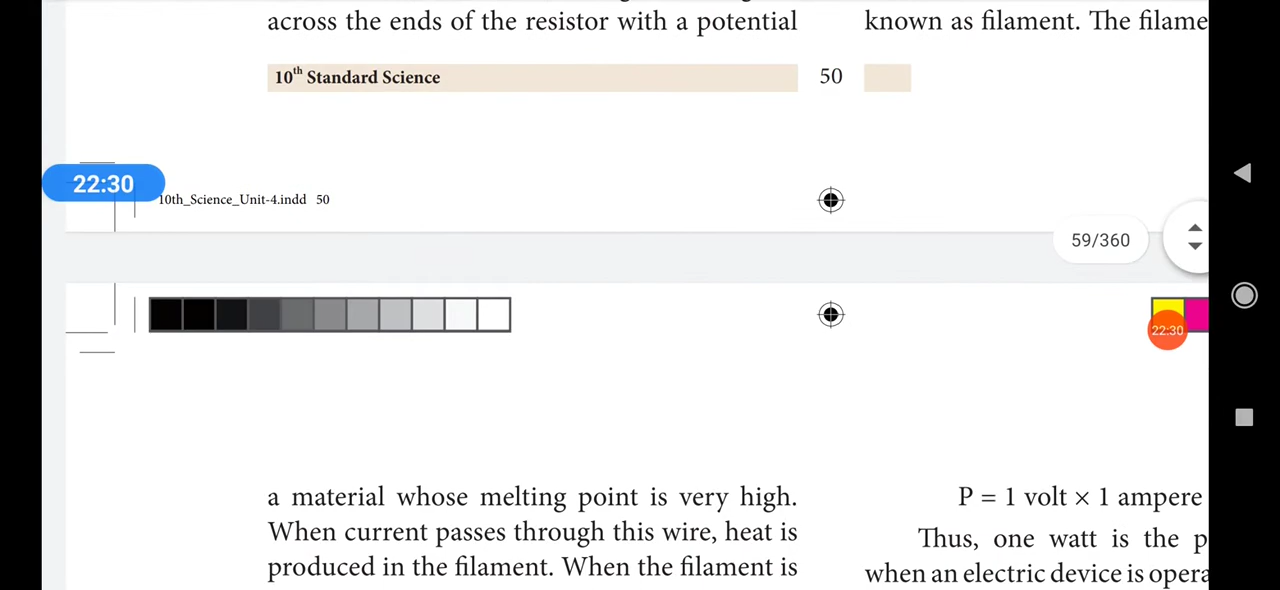 across the ends of the resistor with a potential
known as filament. The filame
10th Standard Science
50
22:30
10th_Science_Unit-4.indd 50
59/360
22:30
a material whose melting point is very high.
When current passes through this wire, heat is
produced in the filament. When the filament is
P = 1 volt × 1 ampere
Thus, one watt is the p
when an electric device is opera